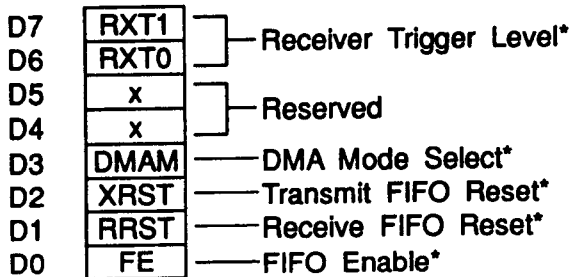 D7 RXT1
Receiver Trigger Level*
D6 RXT0
D5 x
Reserved
D4 x
D3 DMAM DMA Mode Select*
D2 XRST Transmit FIFO Reset*
D1 RRST Receive FIFO Reset*
D0 FE FIFO Enable*